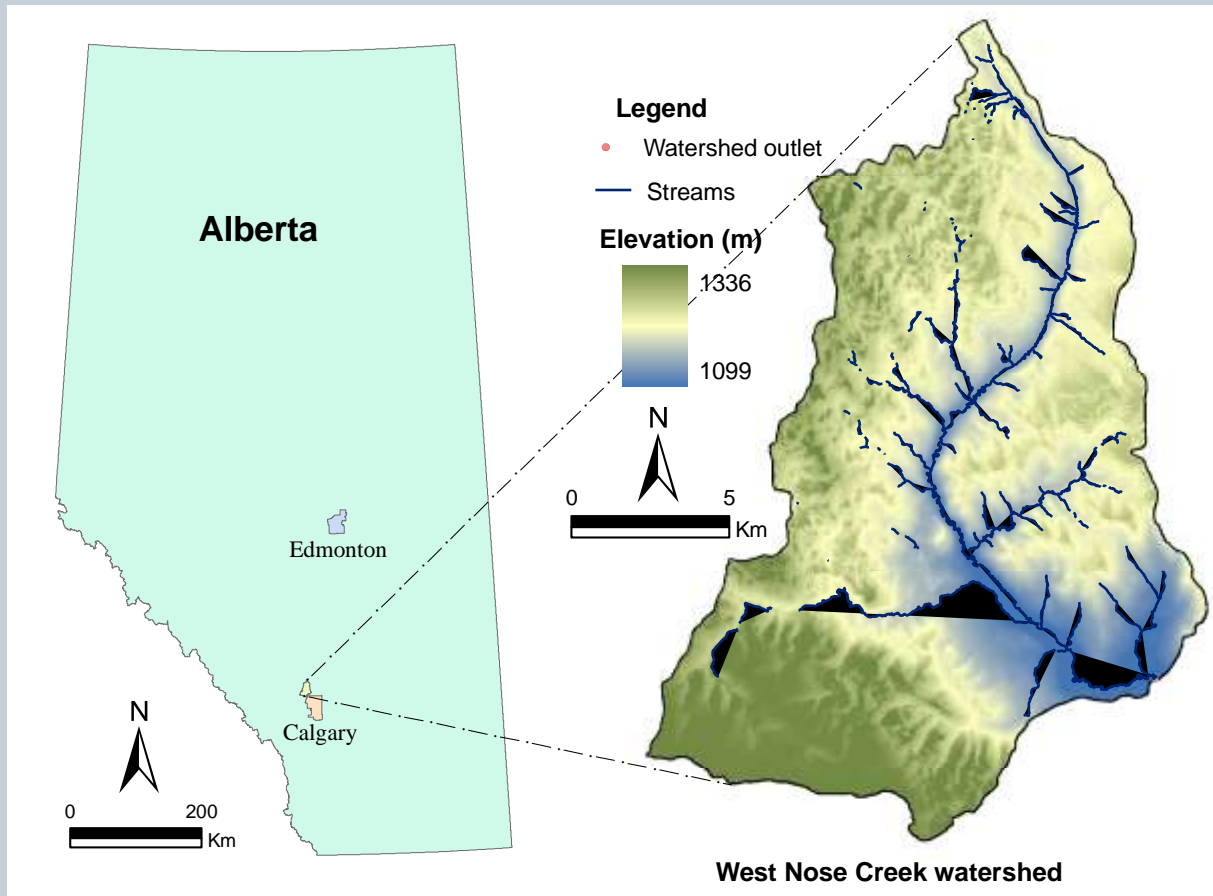 Alberta
Edmonton
Calgary
N
0 200
Km
Legend
Watershed outlet
Streams
Elevation (m)
1336
1099
N
0 5
Km
West Nose Creek watershed